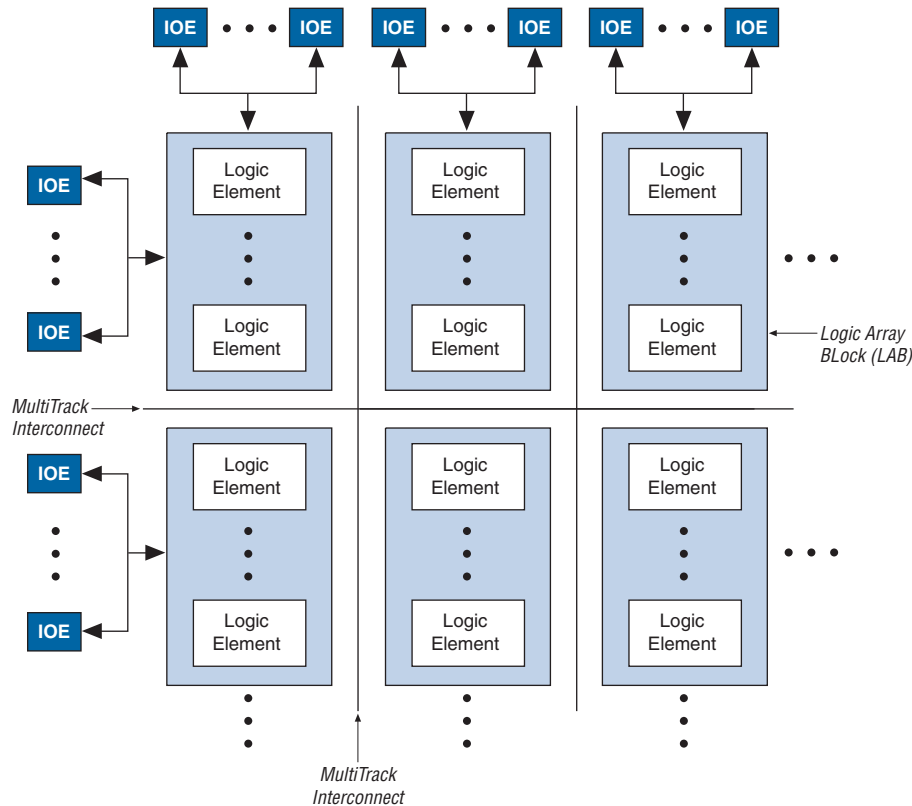 IOE IOE IOE IOE IOE IOE
Logic Element
Logic Element
Logic Element
IOE
IOE
Logic Element
Logic Element
Logic Element
Logic Array
BLock (LAB)
MultiTrack
Interconnect
Logic Element
Logic Element
Logic Element
IOE
IOE
Logic Element
Logic Element
Logic Element
MultiTrack
Interconnect